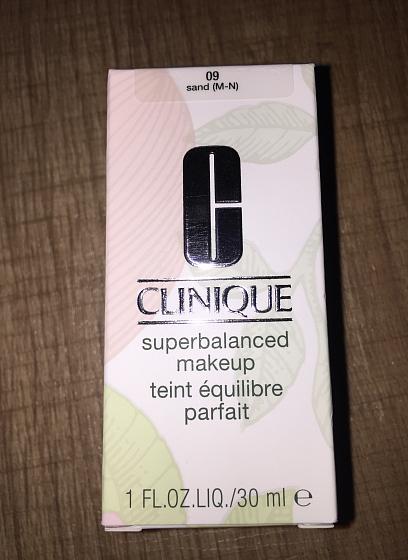 09
sand (M-N)
CLINIQUE
superbalanced
makeup
teint équilibre
parfait
1 FL.OZ.LIQ./30 ml ℮